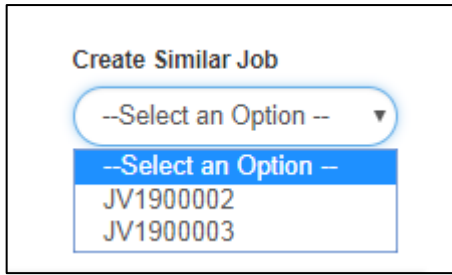 Create Similar Job
--Select an Option --
--Select an Option --
JV1900002
JV1900003